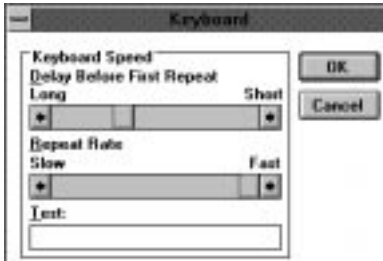 Keyboard
Keyboard Speed
Delay Before First Repeat
Long Short
Repeat Rate
Slow Fast
Test:
OK
Cancel